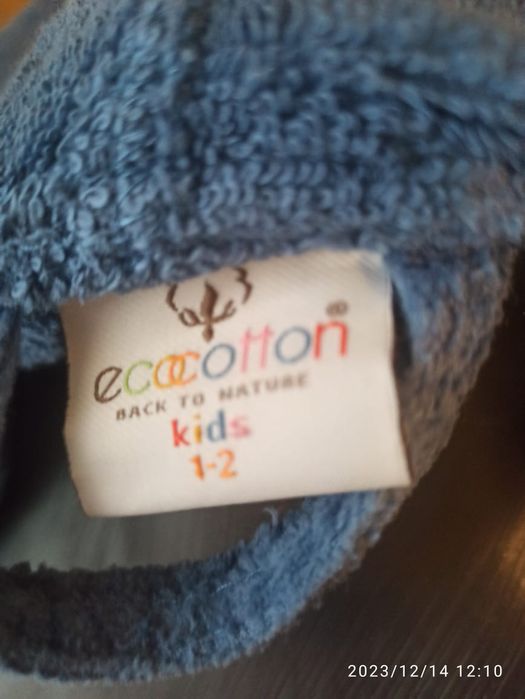 ecocotton®
BACK TO NATURE
kids
1-2
2023/12/14 12:10